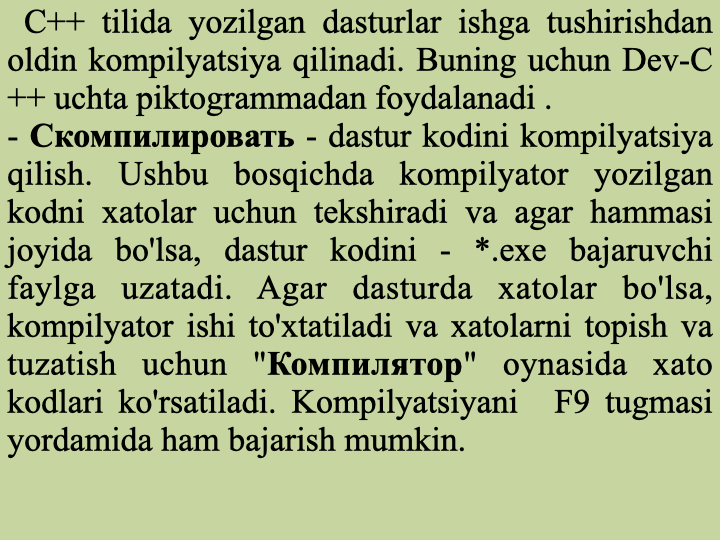 C++ tilida yozilgan dasturlar ishga tushirishdan
oldin kompilyatsiya qilinadi. Buning uchun Dev-C
++ uchta piktogrammadan foydalanadi .
- Скомпилировать - dastur kodini kompilyatsiya
qilish. Ushbu bosqichda kompilyator yozilgan
kodni xatolar uchun tekshiradi va agar hammasi
joyida bo'lsa, dastur kodini - *.exe bajaruvchi
faylga uzatadi. Agar dasturda xatolar bo'lsa,
kompilyator ishi to'xtatiladi va xatolarni topish va
tuzatish uchun "Компилятор" oynasida xato
kodlari ko'rsatiladi. Kompilyatsiyani F9 tugmasi
yordamida ham bajarish mumkin.